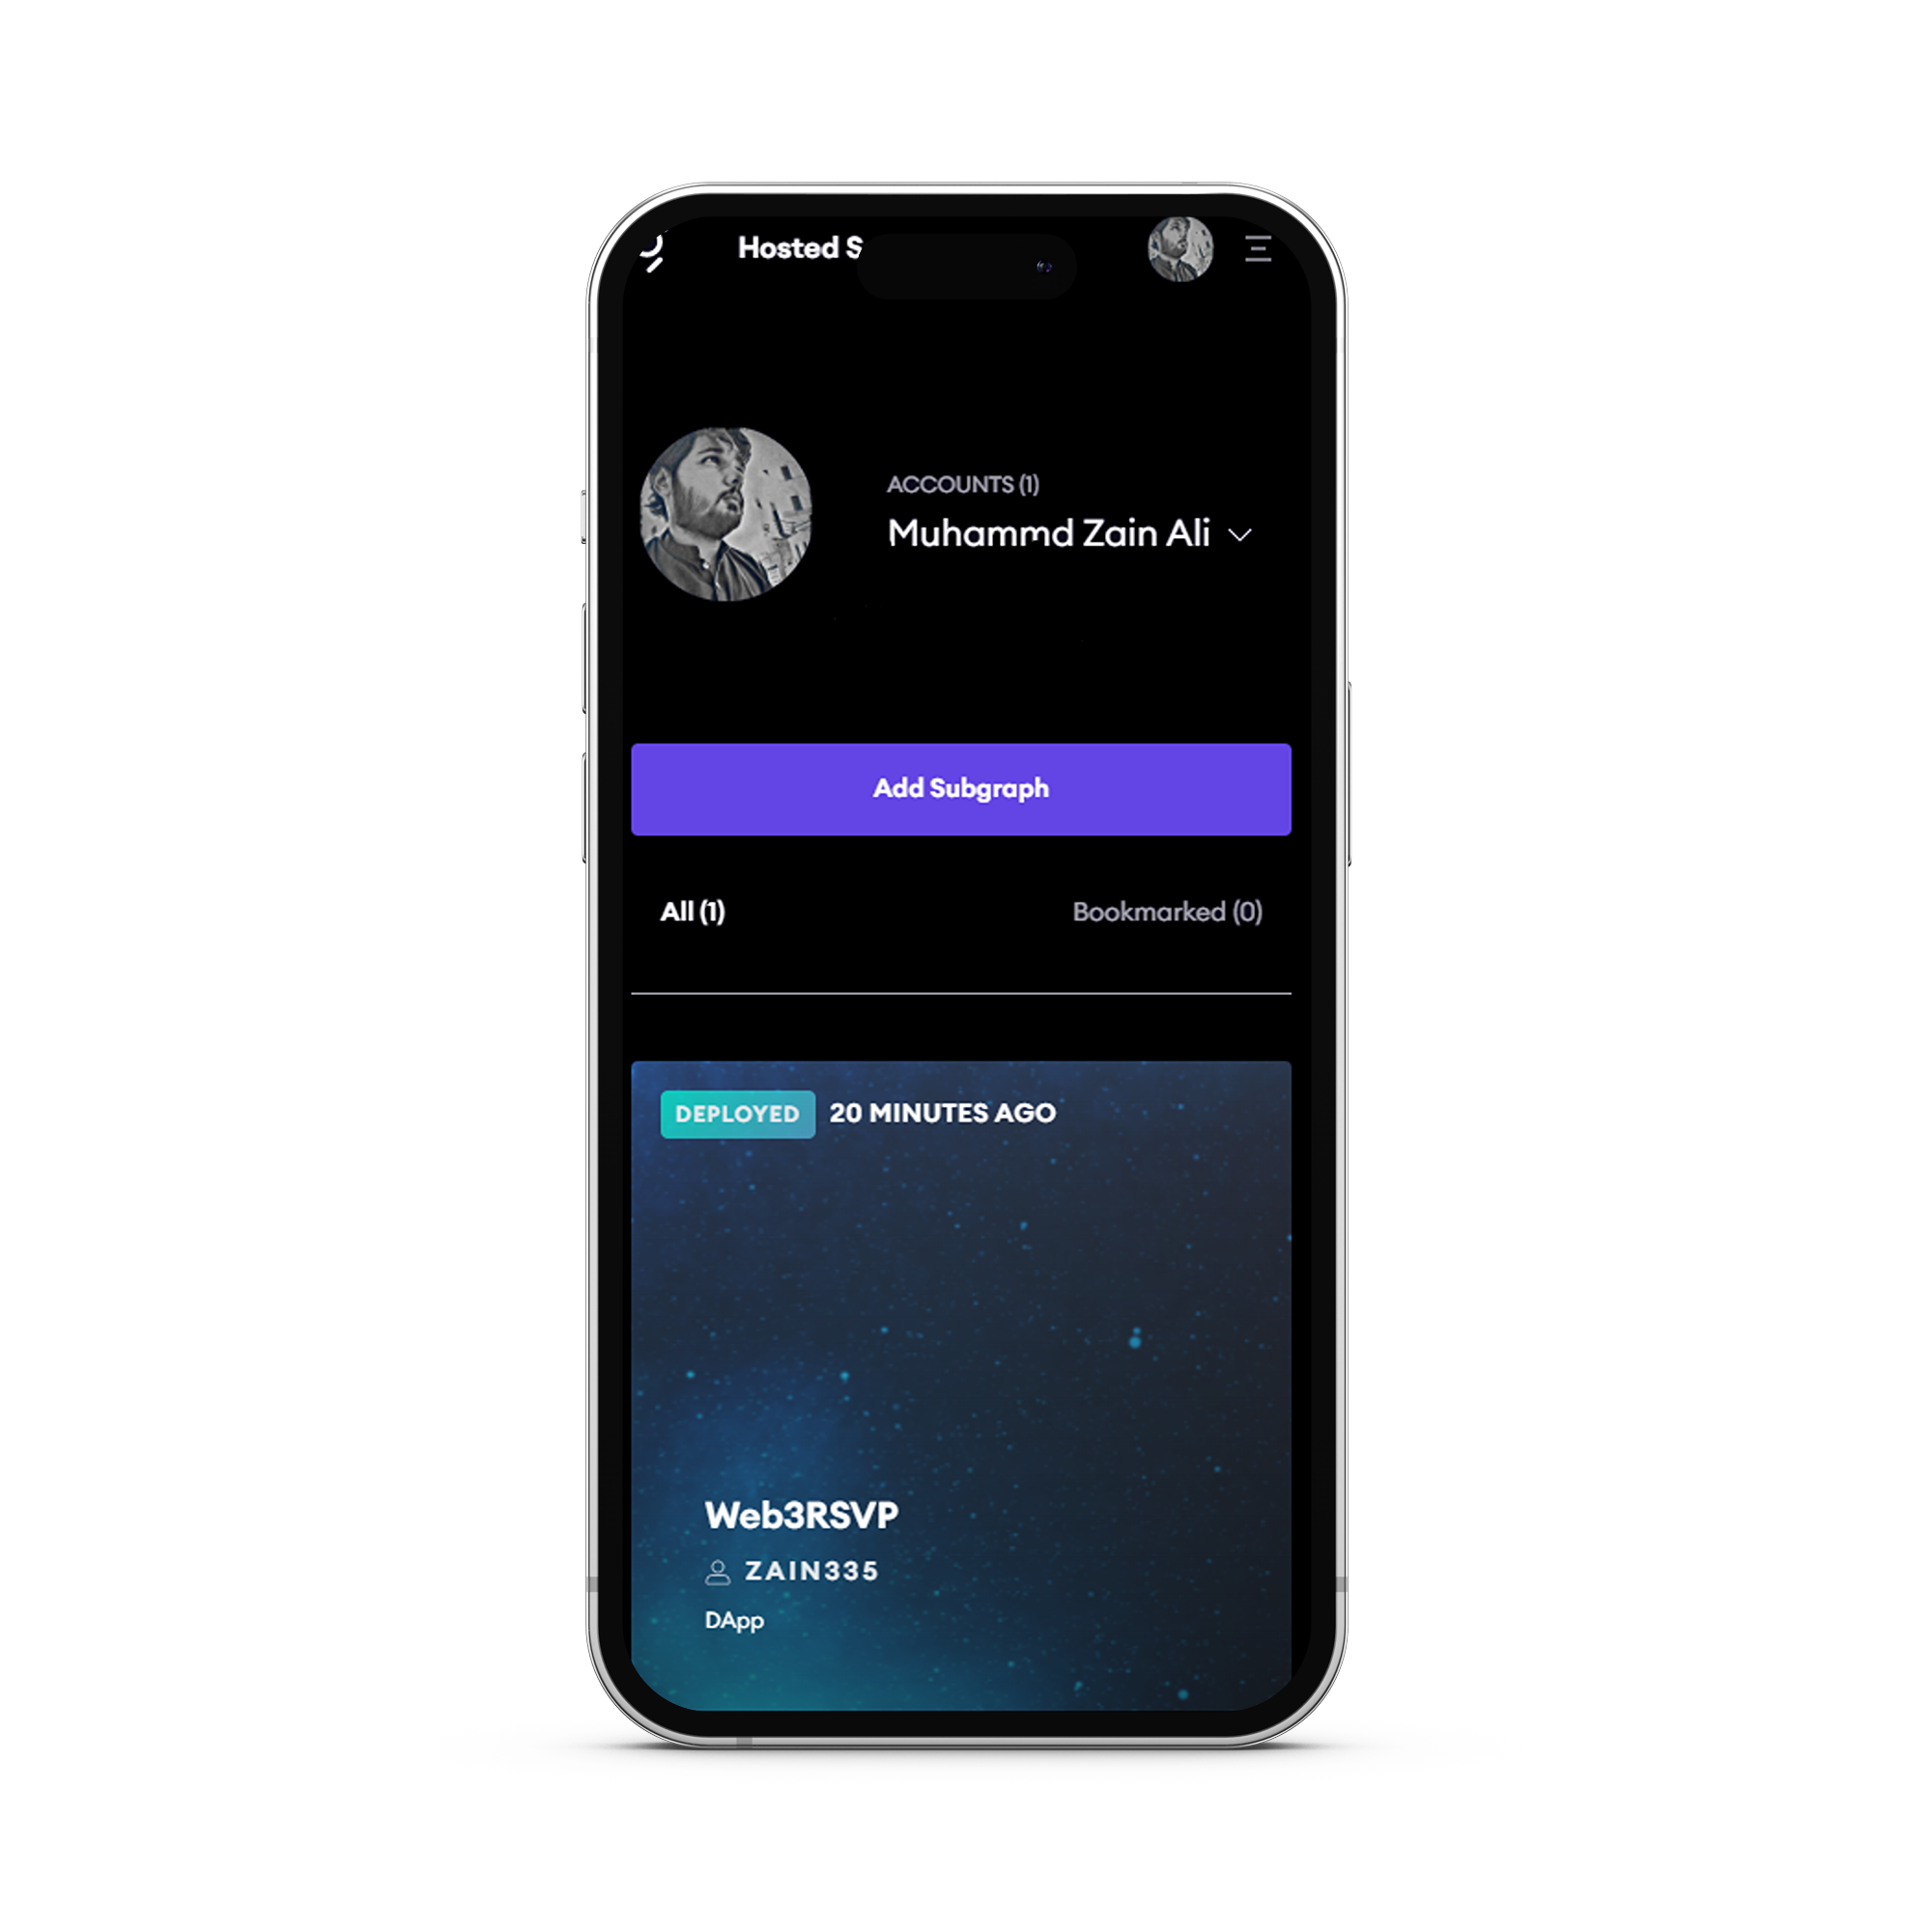 Hosted S
ACCOUNTS (1)
Muhammd Zain Ali
Add Subgraph
All (1)
Bookmarked (0)
DEPLOYED 20 MINUTES AGO
Web3RSVP
ZAIN335
DApp